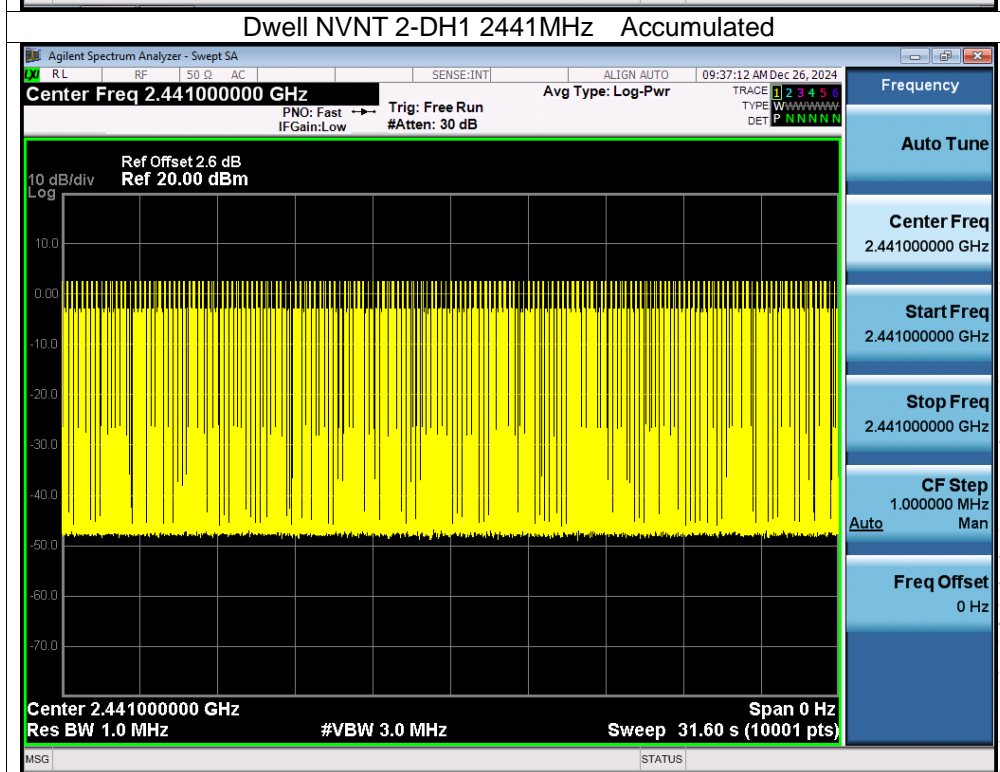 Dwell NVNT 2-DH1 2441MHz Accumulated
Agilent Spectrum Analyzer - Swept SA
LXI RL RF 50 Ω AC SENSE:INT ALIGN AUTO 09:37:12 AM Dec 26, 2024
Center Freq 2.441000000 GHz
PNO: Fast
IFGain:Low
Trig: Free Run
#Atten: 30 dB
Avg Type: Log-Pwr
TRACE 1 2 3 4 5 6
TYPE WWWWWW
DET P N N N N N
Ref Offset 2.6 dB
10 dB/div Ref 20.00 dBm
Log
10.0
0.00
-10.0
-20.0
-30.0
-40.0
-50.0
-60.0
-70.0
Center 2.441000000 GHz Span 0 Hz
Res BW 1.0 MHz #VBW 3.0 MHz Sweep 31.60 s (10001 pts)
MSG STATUS
Frequency
Auto Tune
Center Freq
2.441000000 GHz
Start Freq
2.441000000 GHz
Stop Freq
2.441000000 GHz
CF Step
1.000000 MHz
Auto Man
Freq Offset
0 Hz